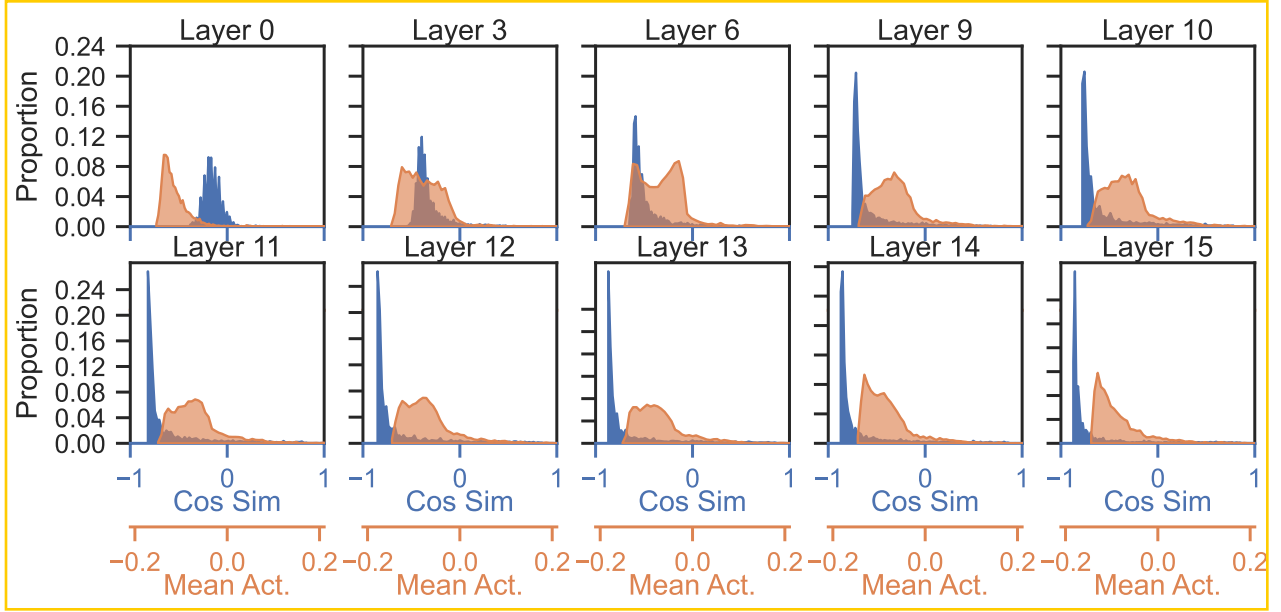 Layer 0 Layer 3 Layer 6 Layer 9 Layer 10
0.24
0.20
0.16
0.12
0.08
0.04
0.00
Proportion
Layer 11 Layer 12 Layer 13 Layer 14 Layer 15
0.24
0.20
0.16
0.12
0.08
0.04
0.00
Proportion
−1 0 1 −1 0 1 −1 0 1 −1 0 1 −1 0 1
Cos Sim Cos Sim Cos Sim Cos Sim Cos Sim
−0.2 0.0 0.2 −0.2 0.0 0.2 −0.2 0.0 0.2 −0.2 0.0 0.2 −0.2 0.0 0.2
Mean Act. Mean Act. Mean Act. Mean Act. Mean Act.